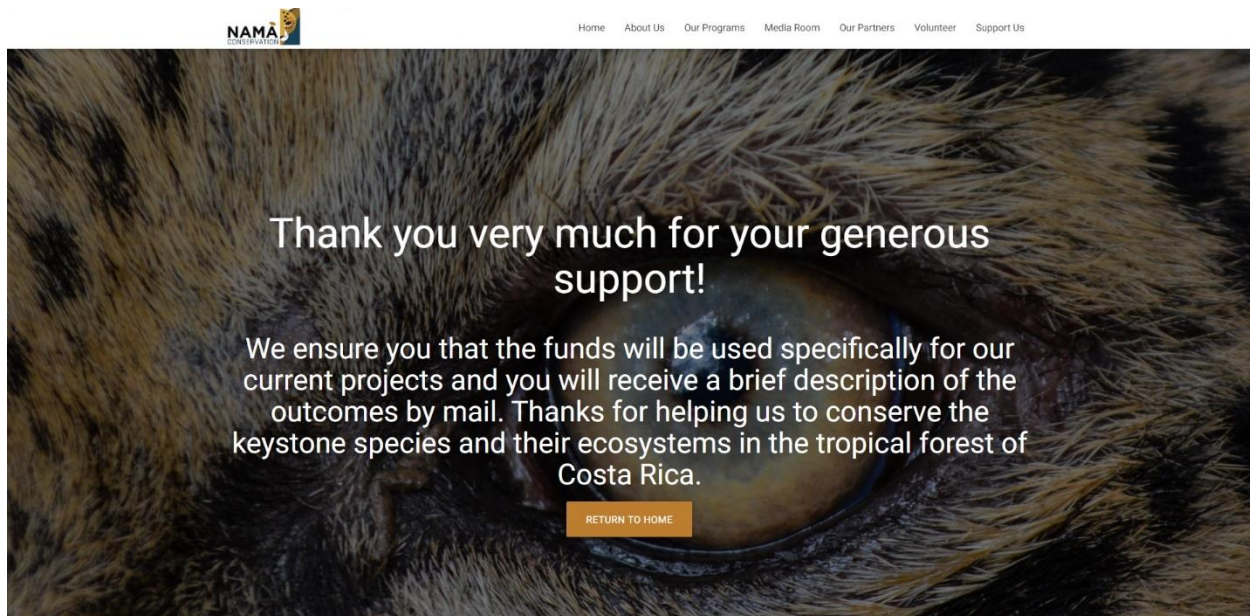 NAMÀ
CONSERVATION
Home About Us Our Programs Media Room Our Partners Volunteer Support Us
Thank you very much for your generous
support!
We ensure you that the funds will be used specifically for our
current projects and you will receive a brief description of the
outcomes by mail. Thanks for helping us to conserve the
keystone species and their ecosystems in the tropical forest of
Costa Rica.
RETURN TO HOME